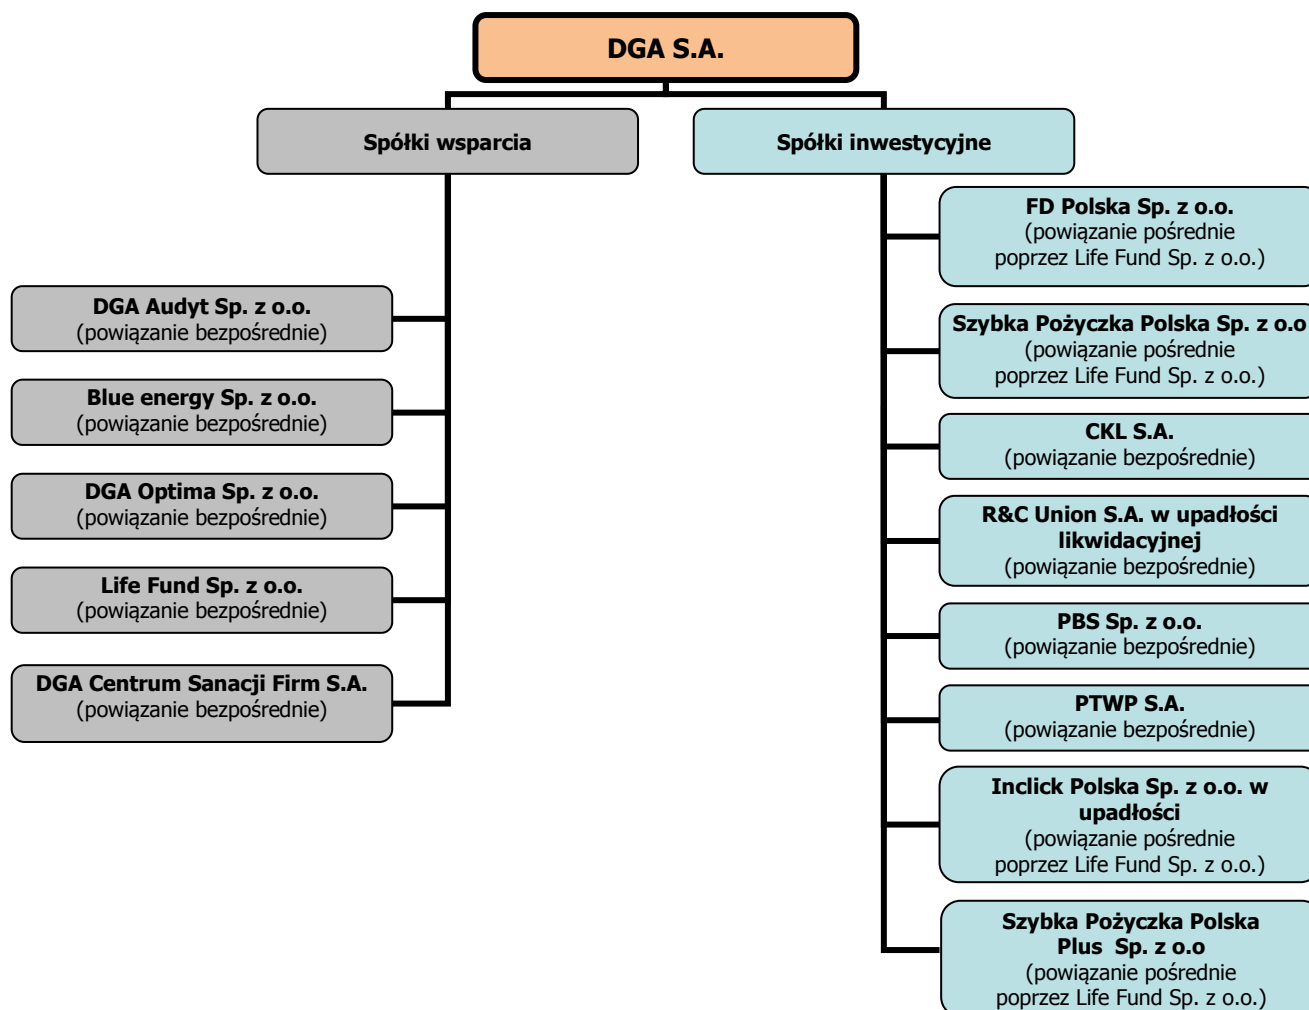 DGA S.A.
Spółki wsparcia
Spółki inwestycyjne
DGA Audyt Sp. z o.o.
(powiązanie bezpośrednie)
Blue energy Sp. z o.o.
(powiązanie bezpośrednie)
DGA Optima Sp. z o.o.
(powiązanie bezpośrednie)
Life Fund Sp. z o.o.
(powiązanie bezpośrednie)
DGA Centrum Sanacji Firm S.A.
(powiązanie bezpośrednie)
FD Polska Sp. z o.o.
(powiązanie pośrednie
poprzez Life Fund Sp. z o.o.)
Szybka Pożyczka Polska Sp. z o.o
(powiązanie pośrednie
poprzez Life Fund Sp. z o.o.)
CKL S.A.
(powiązanie bezpośrednie)
R&C Union S.A. w upadłości
likwidacyjnej
(powiązanie bezpośrednie)
PBS Sp. z o.o.
(powiązanie bezpośrednie)
PTWP S.A.
(powiązanie bezpośrednie)
Inclick Polska Sp. z o.o. w
upadłości
(powiązanie pośrednie
poprzez Life Fund Sp. z o.o.)
Szybka Pożyczka Polska
Plus Sp. z o.o
(powiązanie pośrednie
poprzez Life Fund Sp. z o.o.)